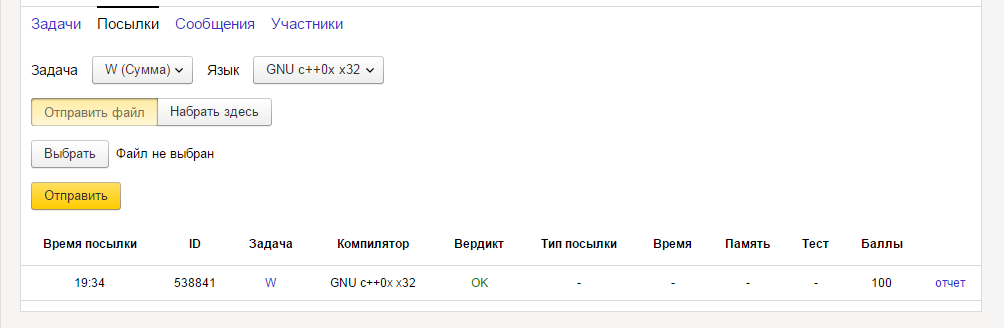 Задачи Посылки Сообщения Участники
Задача W (Сумма) Язык GNU c++0x x32
Отправить файл Набрать здесь
Выбрать Файл не выбран
Отправить
Время посылки ID Задача Компилятор Вердикт Тип посылки Время Память Тест Баллы
19:34 538841 W GNU c++0x x32 OK - - - - 100 отчет